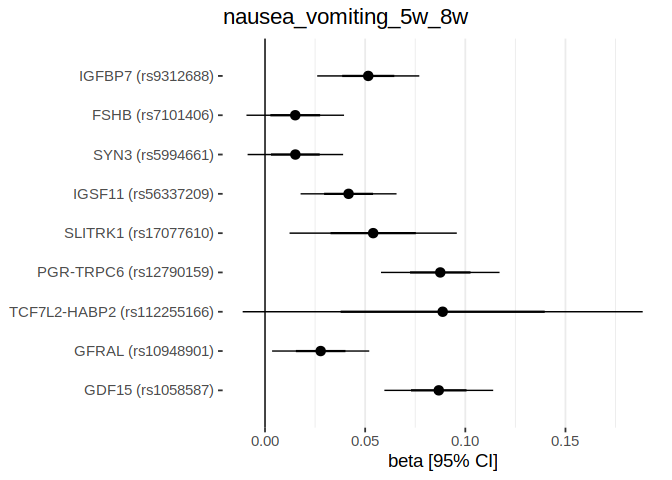 nausea_vomiting_5w_8w
IGFBP7 (rs9312688)
FSHB (rs7101406)
SYN3 (rs5994661)
IGSF11 (rs56337209)
SLITRK1 (rs17077610)
PGR-TRPC6 (rs12790159)
TCF7L2-HABP2 (rs112255166)
GFRAL (rs10948901)
GDF15 (rs1058587)
0.00 0.05 0.10 0.15
beta [95% CI]